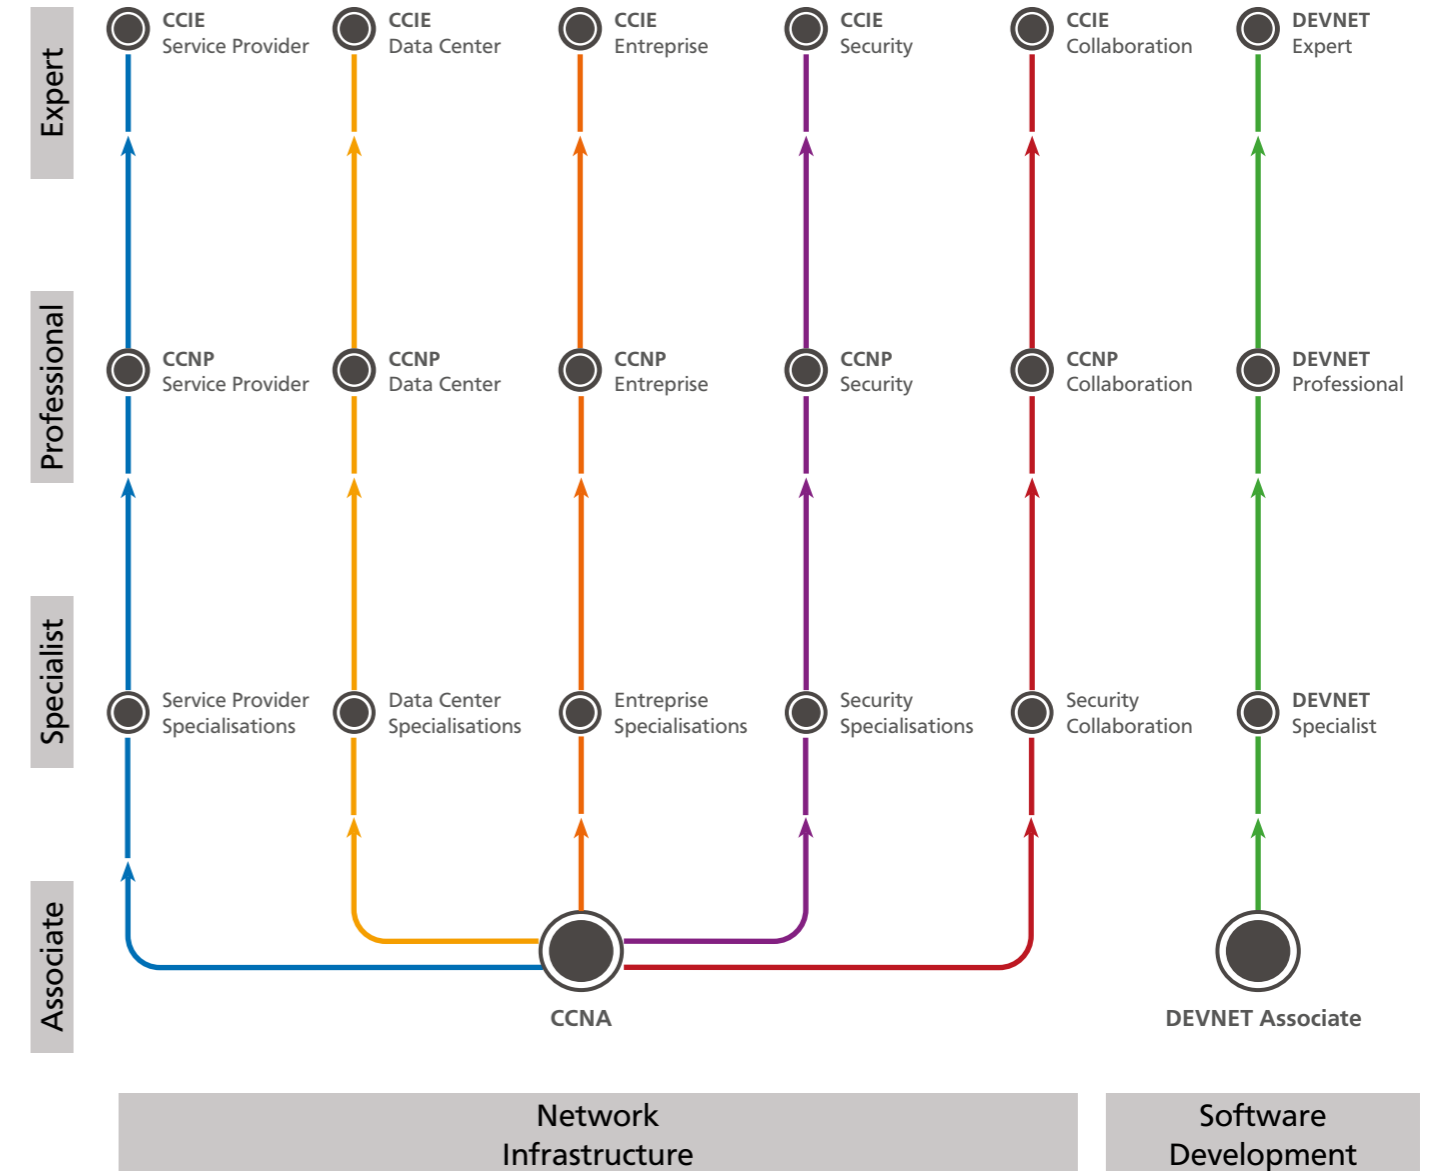 Expert
CCIE
Service Provider
CCIE
Data Center
CCIE
Entreprise
CCIE
Security
CCIE
Collaboration
DEVNET
Expert
Professional
CCNP
Service Provider
CCNP
Data Center
CCNP
Entreprise
CCNP
Security
CCNP
Collaboration
DEVNET
Professional
Specialist
Service Provider
Specialisations
Data Center
Specialisations
Entreprise
Specialisations
Security
Specialisations
Security
Collaboration
DEVNET
Specialist
Associate
CCNA
DEVNET Associate
Network
Infrastructure
Software
Development